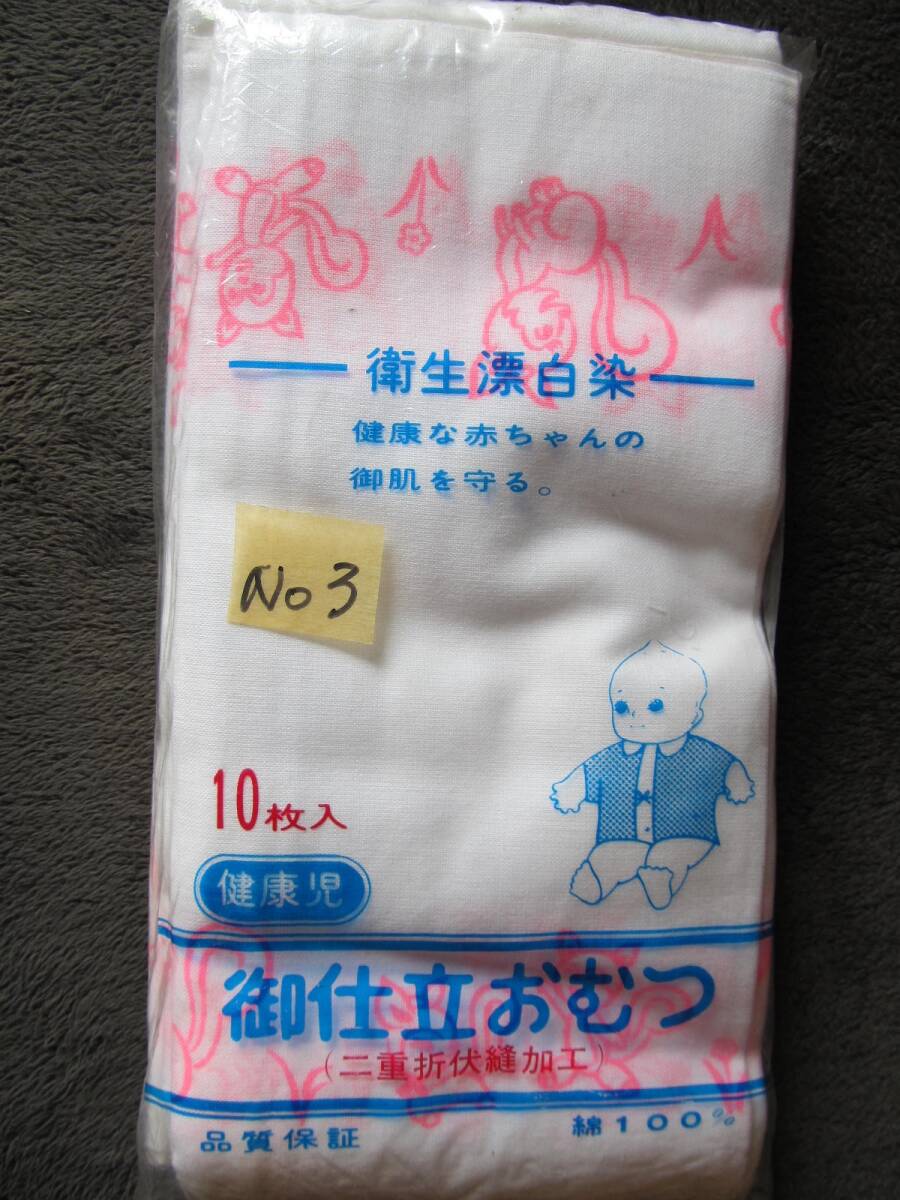 衛生漂白染
健康な赤ちゃんの
御肌を守る。
No 3
10枚入
健康児
御仕立おむつ
(二重折伏縫加工)
品質保証 綿100%